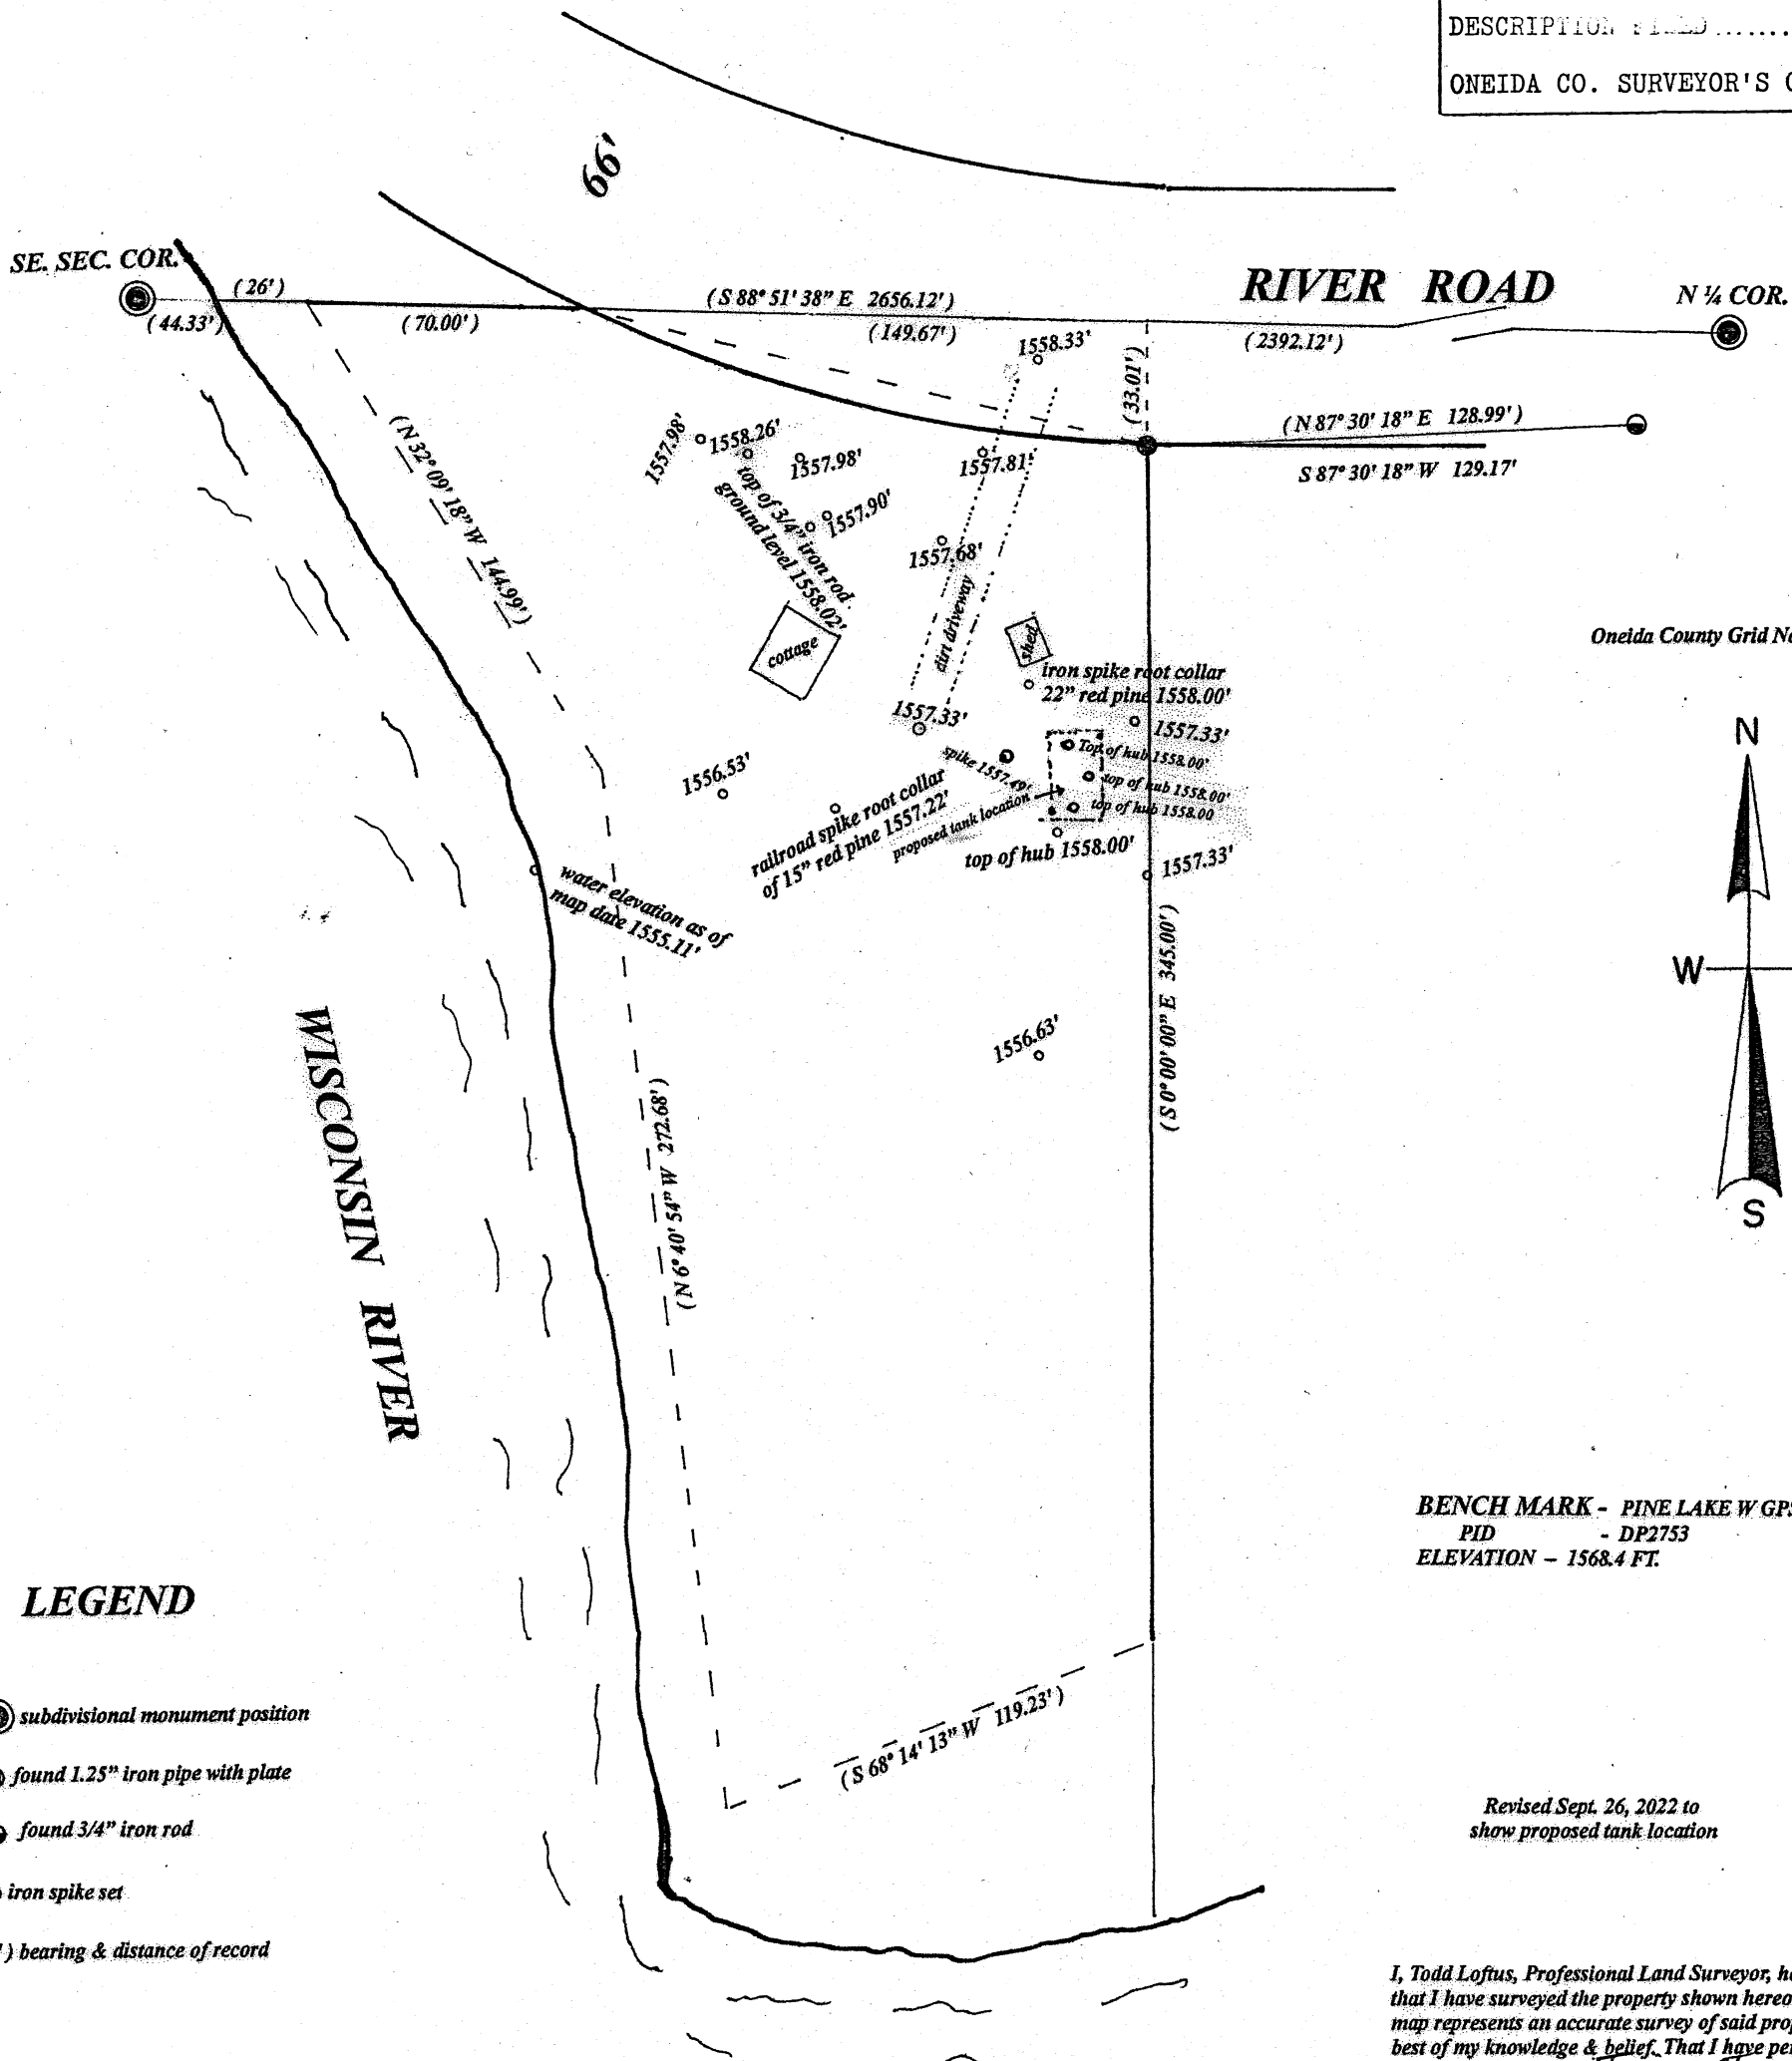 DESCRIPTION FILED .......
ONEIDA CO. SURVEYOR'S
66'
SE. SEC. COR.
( 26' )
( S 88° 51' 38” E 2656.12' )
RIVER ROAD
N ¼ COR.
( 44.33' )
( 70.00' )
( 149.67' )
1558.33'
( 2392.12' )
( 33.01' )
( N 87° 30' 18” E 128.99' )
S 87° 30' 18” W 129.17'
( N 32° 09' 18” W 144.99' )
1557.98'
1558.26'
1557.98'
1557.81'
top of 3/4” iron rod
ground level 1558.02'
1557.90'
1557.68'
cottage
dirt driveway
shed
Oneida County Grid
iron spike root collar
22” red pine 1558.00'
1557.33'
1557.33'
Top of hub 1558.00'
top of hub 1558.00'
top of hub 1558.00
spike 1557.49'
proposed tank location
1556.53'
railroad spike root collar
of 15” red pine 1557.22'
top of hub 1558.00'
1557.33'
water elevation as of
map date 1555.11'
N
W
S
( S 0° 00' 00” E 345.00' )
1556.63'
WISCONSIN RIVER
( N 6° 40' 54” W 272.68' )
BENCH MARK - PINE LAKE W GPS
PID - DP2753
ELEVATION – 1568.4 FT.
LEGEND
subdivisional monument position
found 1.25” iron pipe with plate
found 3/4” iron rod
iron spike set
' ) bearing & distance of record
( S 68° 14' 13” W 119.23' )
Revised Sept. 26, 2022 to
show proposed tank location
I, Todd Loftus, Professional Land Surveyor,
that I have surveyed the property shown
map represents an accurate survey of said
best of my knowledge & belief. That I have